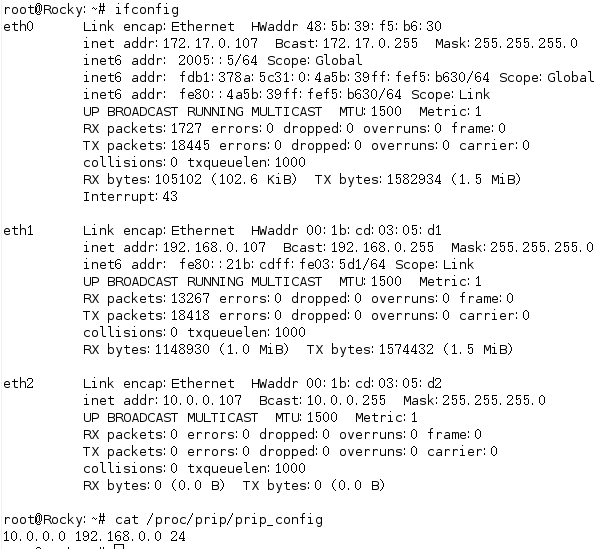 root@Rocky:~# ifconfig
eth0 Link encap:Ethernet HWaddr 48:5b:39:f5:b6:30
inet addr:172.17.0.107 Bcast:172.17.0.255 Mask:255.255.255.0
inet6 addr: 2005::5/64 Scope:Global
inet6 addr: fdb1:378a:5c31:0:4a5b:39ff:fef5:b630/64 Scope:Global
inet6 addr: fe80::4a5b:39ff:fef5:b630/64 Scope:Link
UP BROADCAST RUNNING MULTICAST MTU:1500 Metric:1
RX packets:1727 errors:0 dropped:0 overruns:0 frame:0
TX packets:18445 errors:0 dropped:0 overruns:0 carrier:0
collisions:0 txqueuelen:1000
RX bytes:105102 (102.6 KiB) TX bytes:1582934 (1.5 MiB)
Interrupt:43
eth1 Link encap:Ethernet HWaddr 00:1b:cd:03:05:d1
inet addr:192.168.0.107 Bcast:192.168.0.255 Mask:255.255.255.0
inet6 addr: fe80::21b:cdff:fe03:5d1/64 Scope:Link
UP BROADCAST RUNNING MULTICAST MTU:1500 Metric:1
RX packets:13267 errors:0 dropped:0 overruns:0 frame:0
TX packets:18418 errors:0 dropped:0 overruns:0 carrier:0
collisions:0 txqueuelen:1000
RX bytes:1148930 (1.0 MiB) TX bytes:1574432 (1.5 MiB)
eth2 Link encap:Ethernet HWaddr 00:1b:cd:03:05:d2
inet addr:10.0.0.107 Bcast:10.0.0.255 Mask:255.255.255.0
UP BROADCAST MULTICAST MTU:1500 Metric:1
RX packets:0 errors:0 dropped:0 overruns:0 frame:0
TX packets:0 errors:0 dropped:0 overruns:0 carrier:0
collisions:0 txqueuelen:1000
RX bytes:0 (0.0 B) TX bytes:0 (0.0 B)
root@Rocky:~# cat /proc/prip/prip_config
10.0.0.0 192.168.0.0 24